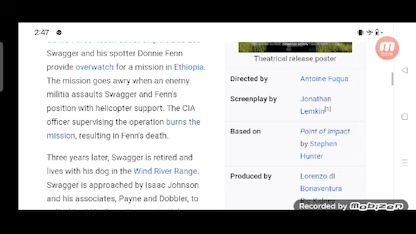 2:47
Swagger and his spotter Donnie Fenn
provide overwatch for a mission in Ethiopia.
The mission goes awry when an enemy
militia assaults Swagger and Fenn's
position with helicopter support. The CIA
officer supervising the operation burns the
mission, resulting in Fenn's death.
Three years later, Swagger is retired and
lives with his dog in the Wind River Range.
Swagger is approached by Isaac Johnson
and his associates, Payne and Dobbler, to
Theatrical release poster
Directed by Antoine Fuqua
Screenplay by Jonathan
Lemkin[1]
Based on Point of Impact
by Stephen
Hunter
Produced by Lorenzo di
Bonaventura
Recorded by
Mobizen